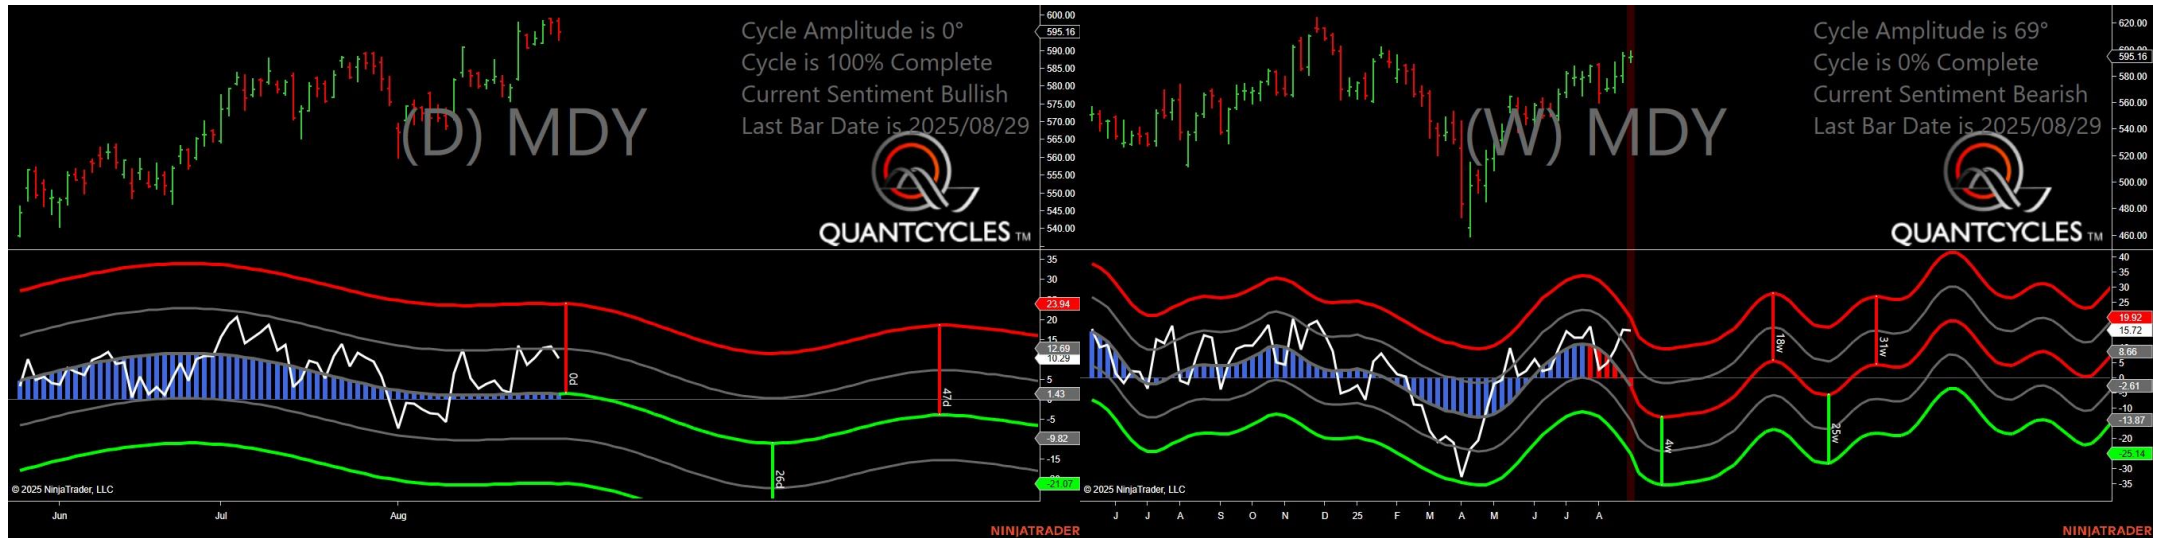 Cycle Amplitude is 0°
Cycle is 100% Complete
Current Sentiment Bullish
Last Bar Date is 2025/08/29
(D) MDY
QUANTCYCLES TM
600.00
595.16
590.00
585.00
580.00
575.00
570.00
565.00
560.00
555.00
550.00
545.00
540.00
35
30
23.94
20
15
12.69
10.29
5
1.43
-5
-9.82
-15
-21.07
0d
26d
47d
© 2025 NinjaTrader, LLC
Jun Jul Aug
NINJATRADER
Cycle Amplitude is 69°
Cycle is 0% Complete
Current Sentiment Bearish
Last Bar Date is 2025/08/29
(W) MDY
QUANTCYCLES TM
620.00
600.00
595.16
580.00
560.00
540.00
520.00
500.00
480.00
460.00
40
35
30
25
19.92
15.72
8.66
5
0
-2.61
-5
-10
-13.87
-20
-25.14
-30
-35
4w
18w
25w
31w
© 2025 NinjaTrader, LLC
J J A S O N D 25 F M A M J J A
NINJATRADER